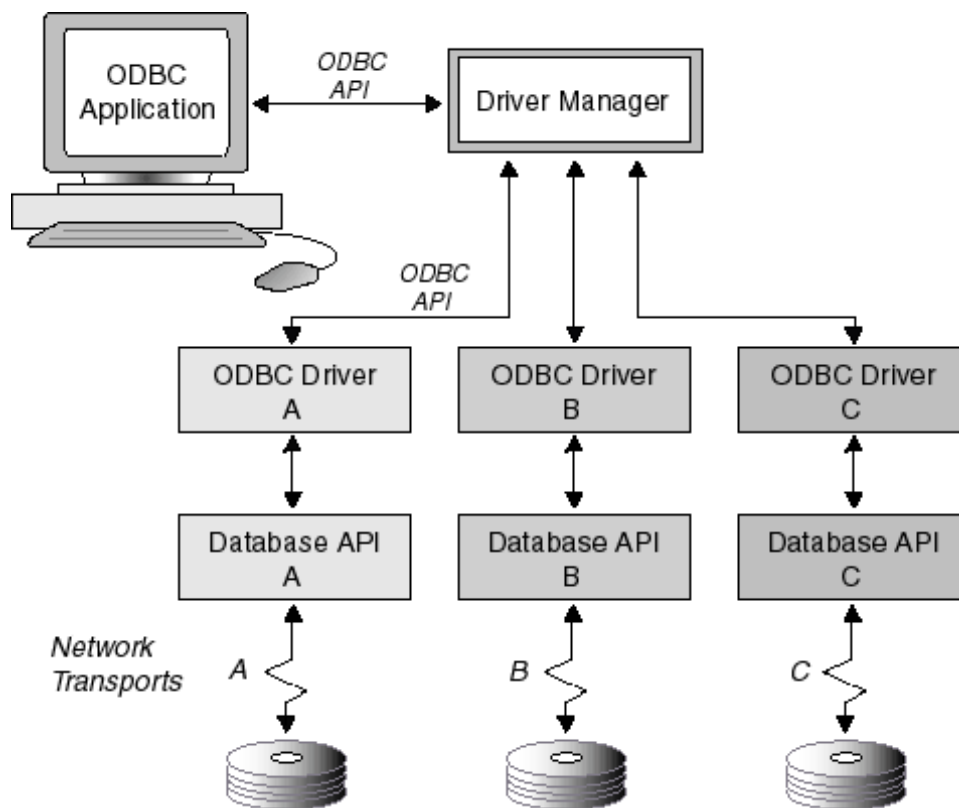 ODBC
Application
ODBC
API
Driver Manager
ODBC
API
ODBC Driver
A
ODBC Driver
B
ODBC Driver
C
Database API
A
Database API
B
Database API
C
Network
Transports
A
B
C